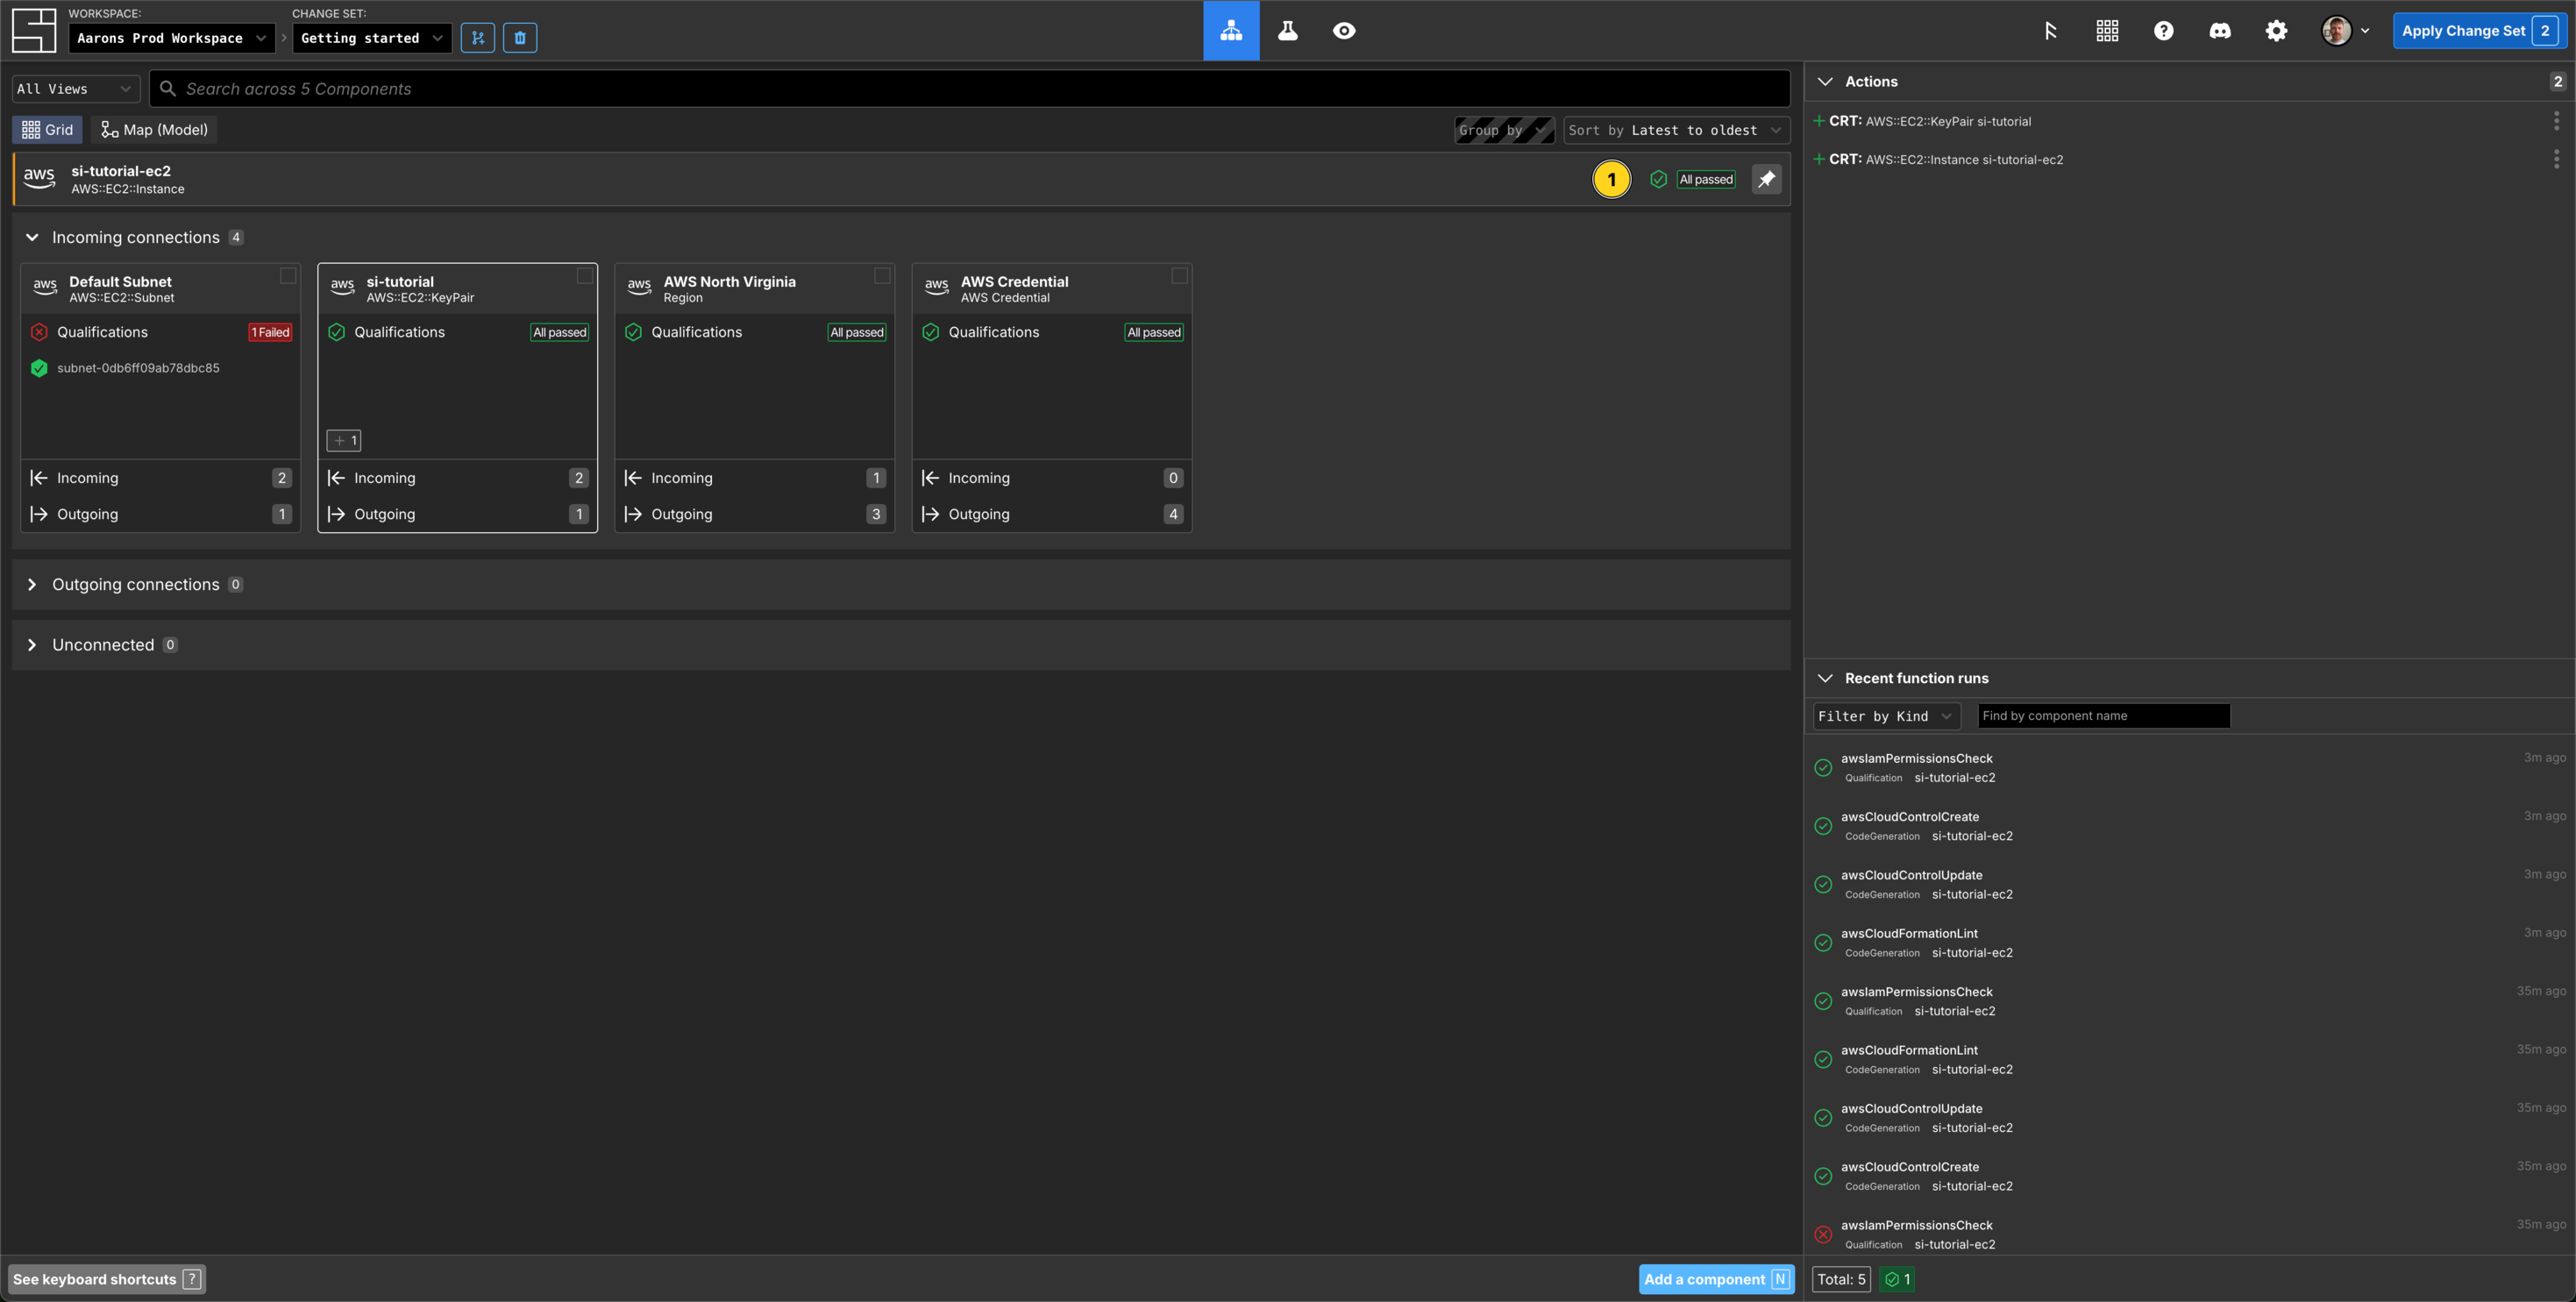 WORKSPACE:
Aarons Prod Workspace
CHANGE SET:
Getting started
Apply Change Set 2
All Views
Search across 5 Components
Grid
Map (Model)
Group by
Sort by Latest to oldest
aws
si-tutorial-ec2
AWS::EC2::Instance
1
All passed
Incoming connections 4
aws
Default Subnet
AWS::EC2::Subnet
Qualifications
1 Failed
subnet-0db6ff09ab78dbc85
Incoming 2
Outgoing 1
aws
si-tutorial
AWS::EC2::KeyPair
Qualifications
All passed
+ 1
Incoming 2
Outgoing 1
aws
AWS North Virginia
Region
Qualifications
All passed
Incoming 1
Outgoing 3
aws
AWS Credential
AWS Credential
Qualifications
All passed
Incoming 0
Outgoing 4
Outgoing connections 0
Unconnected 0
See keyboard shortcuts ?
Add a component N
Actions
2
+ CRT: AWS::EC2::KeyPair si-tutorial
+ CRT: AWS::EC2::Instance si-tutorial-ec2
Recent function runs
Filter by Kind
Find by component name
awsIamPermissionsCheck
3m ago
Qualification si-tutorial-ec2
awsCloudControlCreate
3m ago
CodeGeneration si-tutorial-ec2
awsCloudControlUpdate
3m ago
CodeGeneration si-tutorial-ec2
awsCloudFormationLint
3m ago
CodeGeneration si-tutorial-ec2
awsIamPermissionsCheck
35m ago
Qualification si-tutorial-ec2
awsCloudFormationLint
35m ago
CodeGeneration si-tutorial-ec2
awsCloudControlUpdate
35m ago
CodeGeneration si-tutorial-ec2
awsCloudControlCreate
35m ago
CodeGeneration si-tutorial-ec2
awsIamPermissionsCheck
35m ago
Qualification si-tutorial-ec2
Total: 5
1